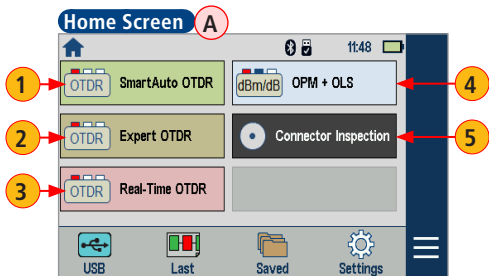 Home Screen A
11:48
1 OTDR SmartAuto OTDR
dBm/dB OPM + OLS 4
2 OTDR Expert OTDR
Connector Inspection 5
3 OTDR Real-Time OTDR
USB Last Saved Settings